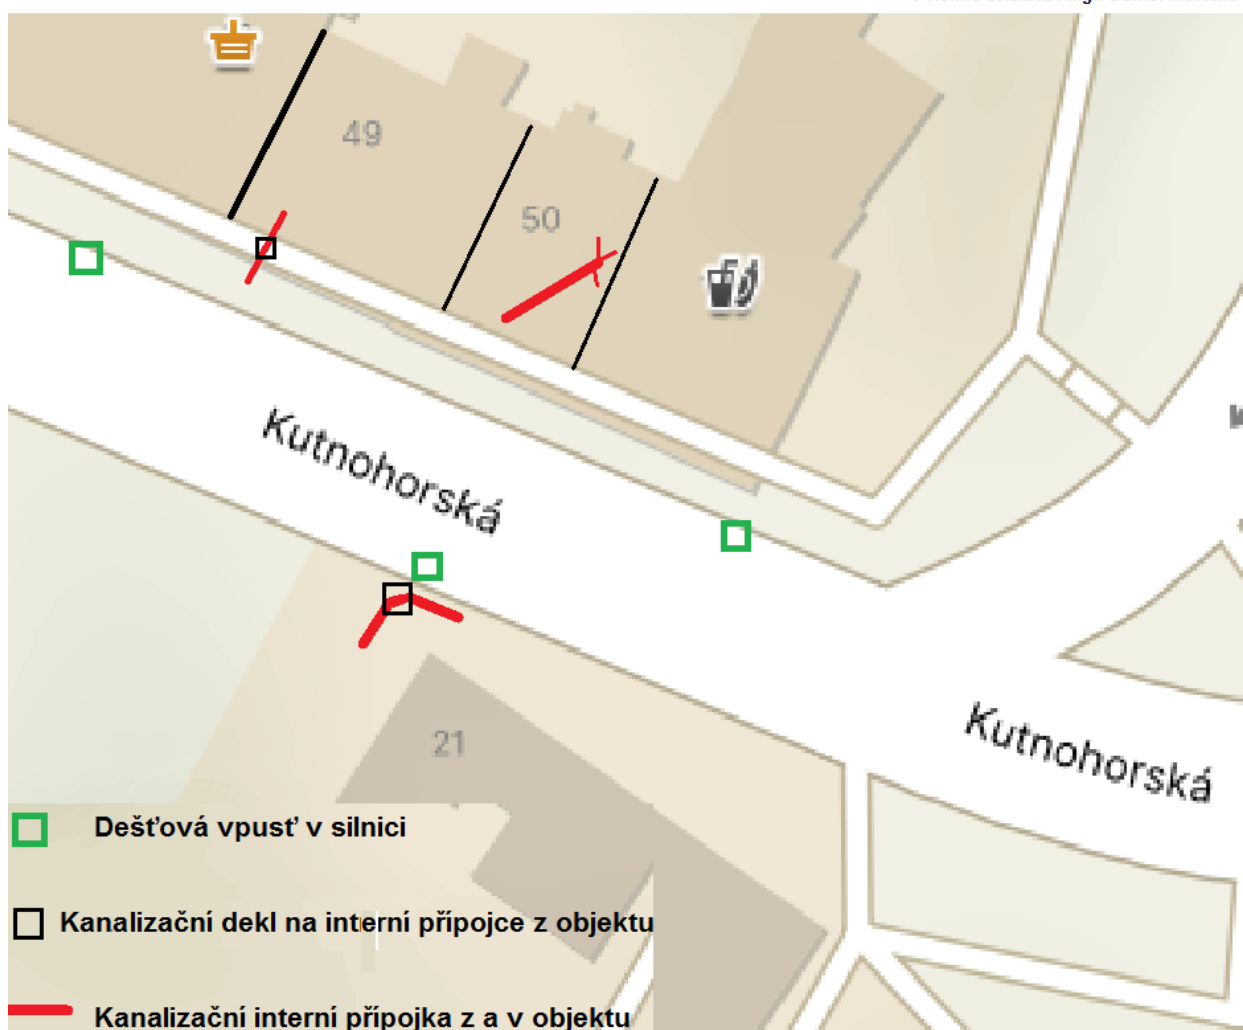 49
50
Kutnohorská
Kutnohorská
21
Dešťová vpusť v silnici
Kanalizační dekl na interní přípojce z objektu
Kanalizační interní přípojka z a v objektu